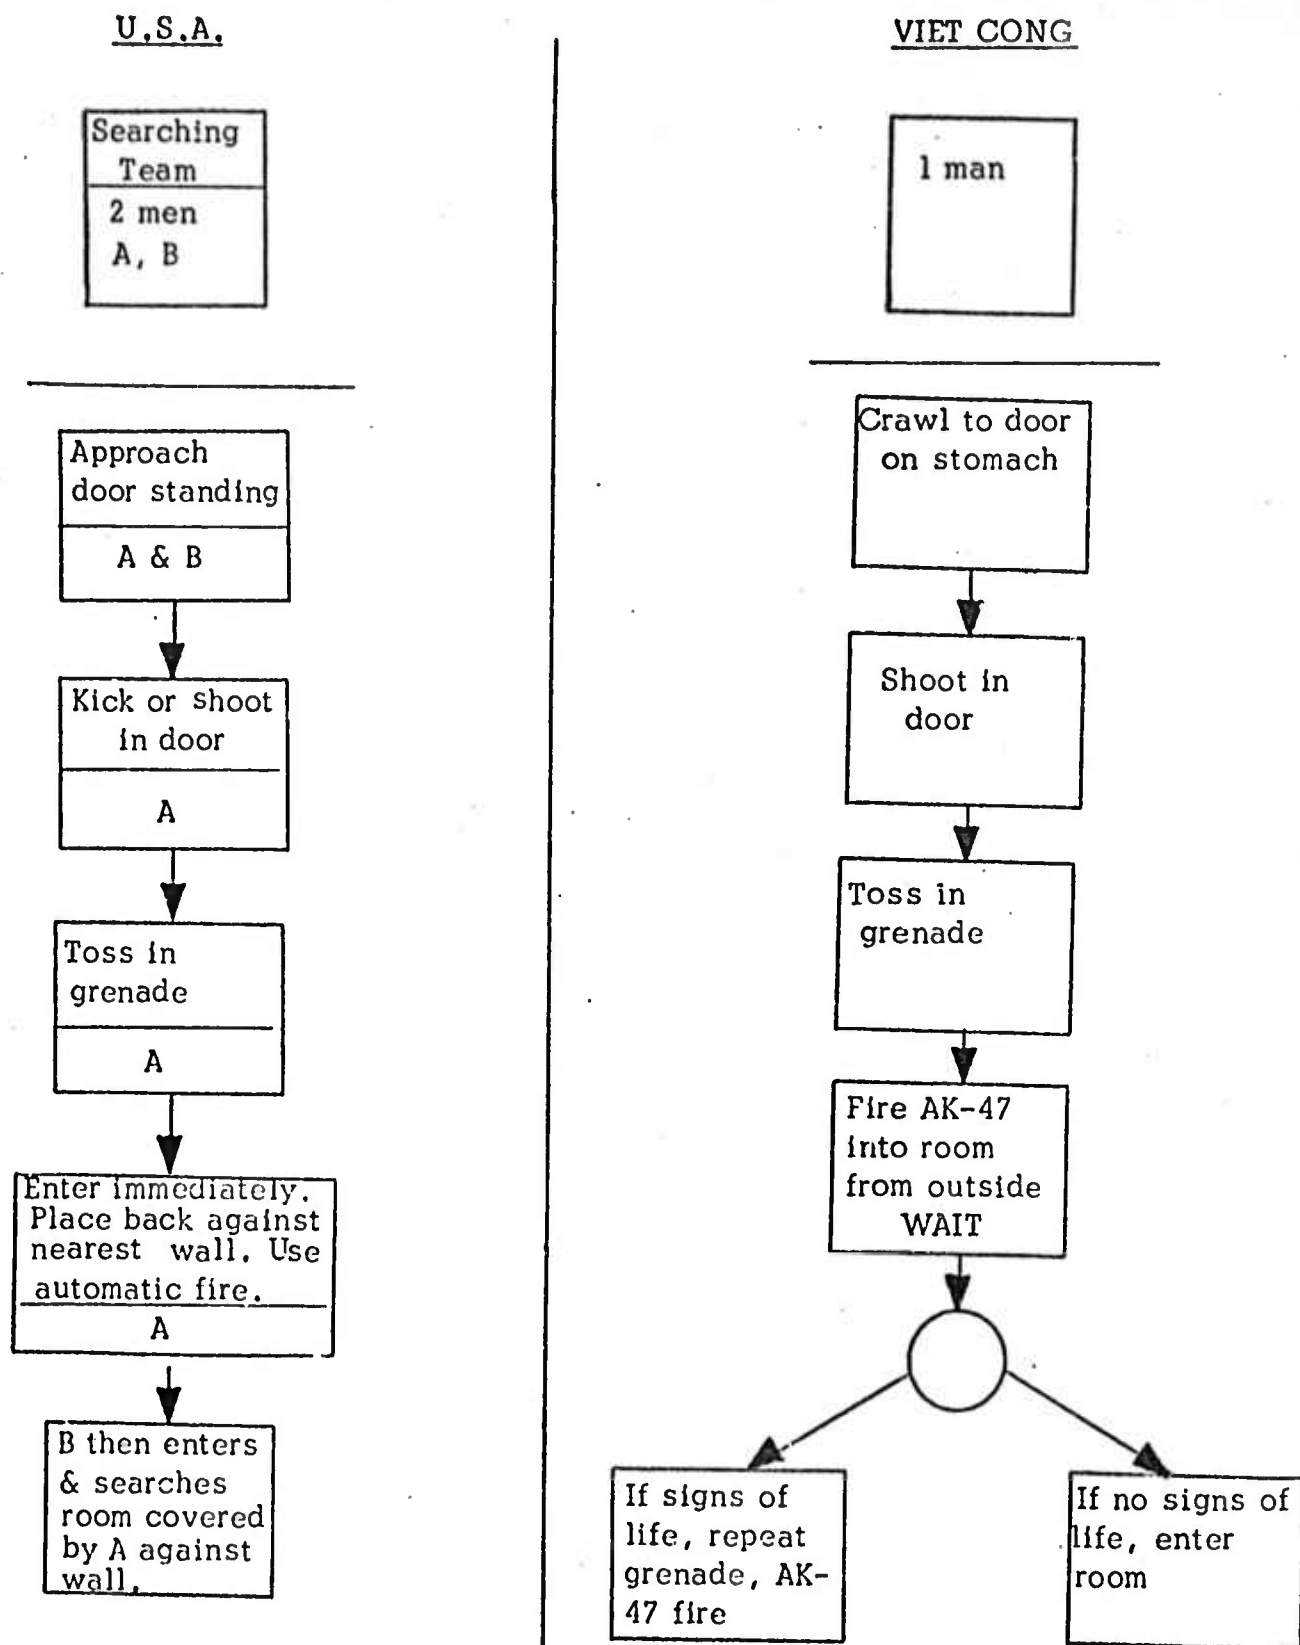 U.S.A.
Searching
Team
2 men
A, B
Approach
door standing
A & B
Kick or shoot
in door
A
Toss in
grenade
A
Enter immediately.
Place back against
nearest wall. Use
automatic fire.
A
B then enters
& searches
room covered
by A against
wall.
VIET CONG
1 man
Crawl to door
on stomach
Shoot in
door
Toss in
grenade
Fire AK-47
into room
from outside
WAIT
If signs of
life, repeat
grenade, AK-
47 fire
If no signs of
life, enter
room